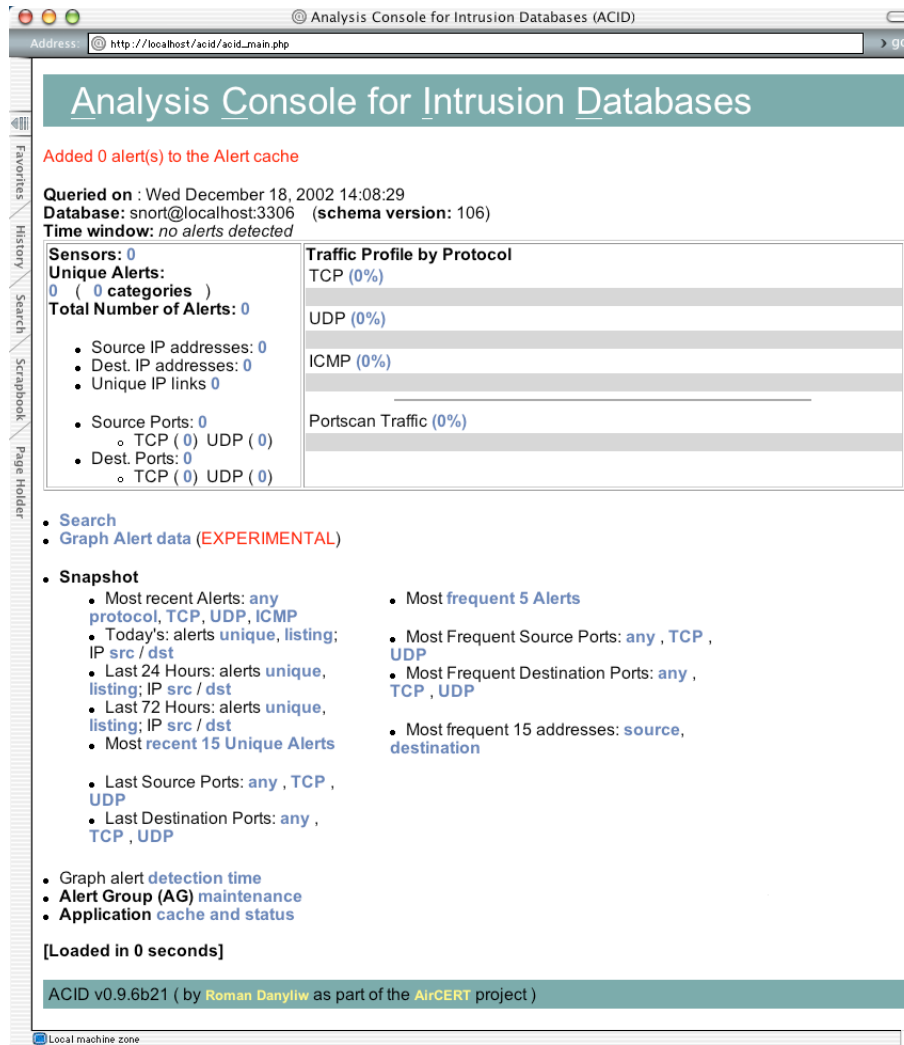 Analysis Console for Intrusion Databases (ACID)
Address: http://localhost/acid/acid_main.php
Analysis Console for Intrusion Databases
Added 0 alert(s) to the Alert cache
Queried on : Wed December 18, 2002 14:08:29
Database: snort@localhost:3306 (schema version: 106)
Time window: no alerts detected
Sensors: 0
Unique Alerts:
0 ( 0 categories )
Total Number of Alerts: 0
Source IP addresses: 0
Dest. IP addresses: 0
Unique IP links 0
Source Ports: 0
TCP ( 0) UDP ( 0)
Dest. Ports: 0
TCP ( 0) UDP ( 0)
Traffic Profile by Protocol
TCP (0%)
UDP (0%)
ICMP (0%)
Portscan Traffic (0%)
Favorites
History
Search
Scrapbook
Page Holder
Search
Graph Alert data (EXPERIMENTAL)
Snapshot
Most recent Alerts: any
protocol, TCP, UDP, ICMP
Today's: alerts unique, listing;
IP src / dst
Last 24 Hours: alerts unique,
listing; IP src / dst
Last 72 Hours: alerts unique,
listing; IP src / dst
Most recent 15 Unique Alerts
Last Source Ports: any , TCP ,
UDP
Last Destination Ports: any ,
TCP , UDP
Most frequent 5 Alerts
Most Frequent Source Ports: any , TCP ,
UDP
Most Frequent Destination Ports: any ,
TCP , UDP
Most frequent 15 addresses: source,
destination
Graph alert detection time
Alert Group (AG) maintenance
Application cache and status
[Loaded in 0 seconds]
ACID v0.9.6b21 ( by Roman Danyliw as part of the AirCERT project )
Local machine zone